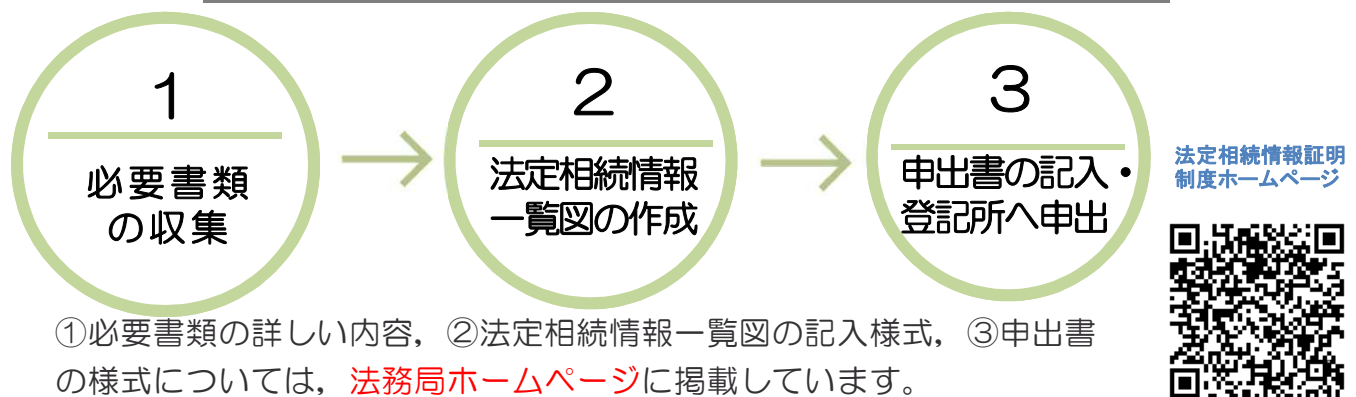 1
必要書類
の収集
2
法定相続情報
一覧図の作成
3
申出書の記入・
登記所へ申出
法定相続情報証明
制度ホームページ
①必要書類の詳しい内容，②法定相続情報一覧図の記入様式，③申出書
の様式については，法務局ホームページに掲載しています。